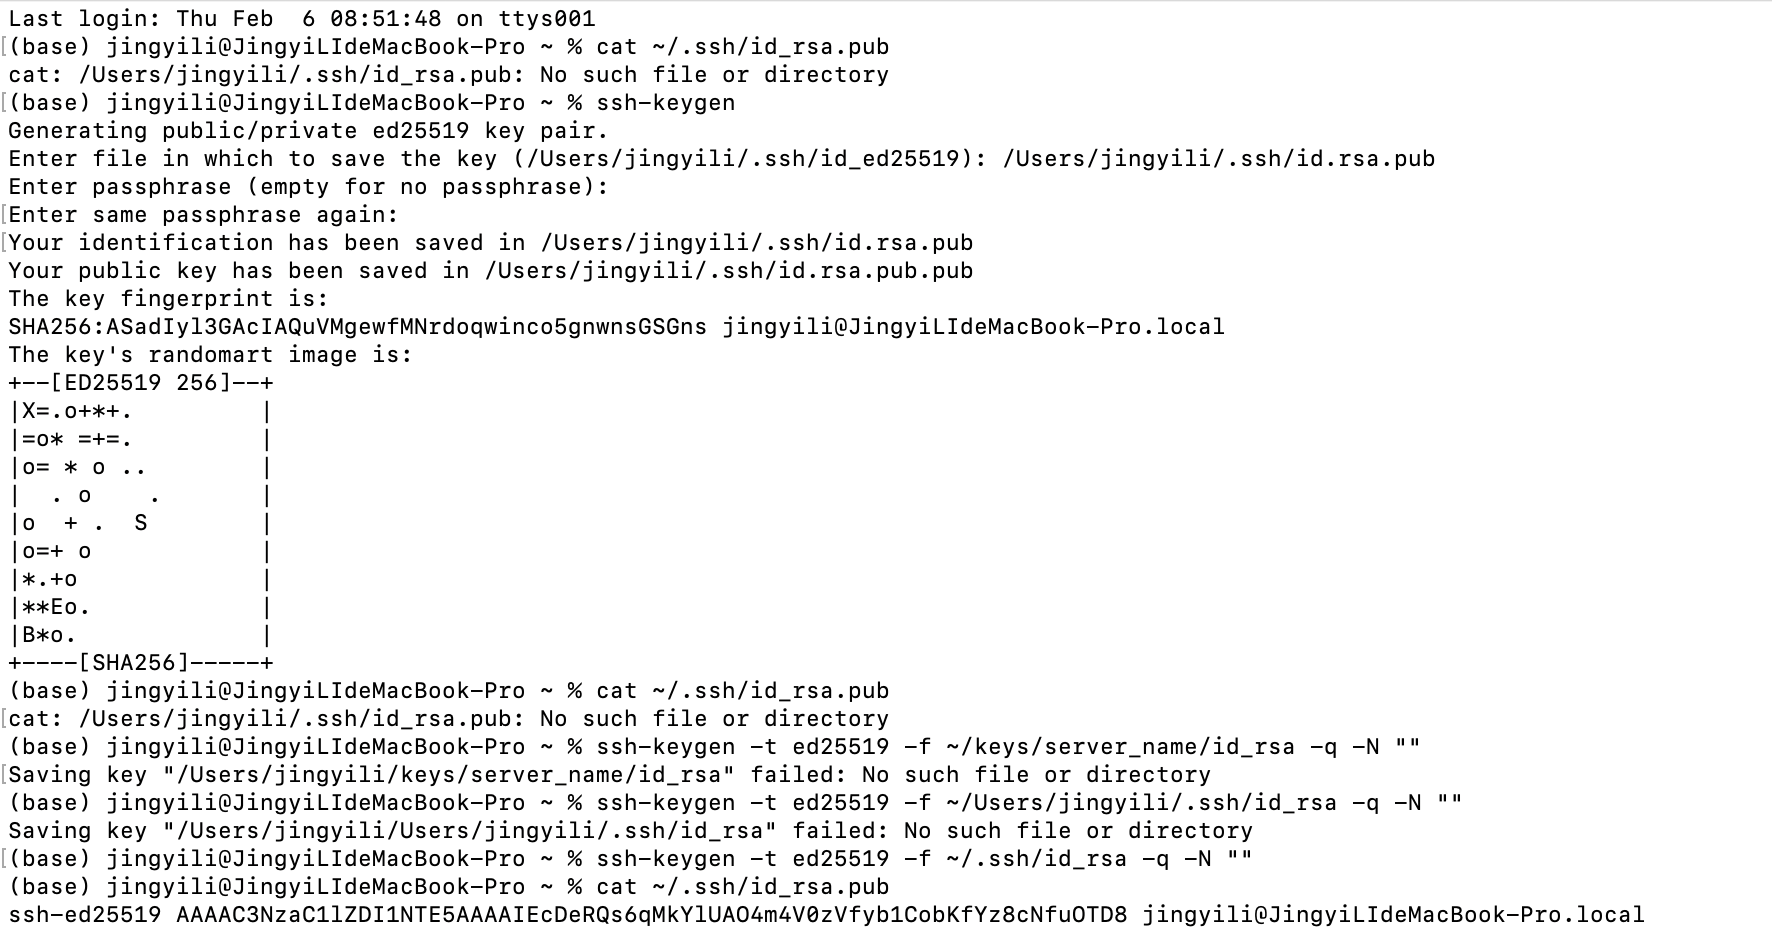 Last login: Thu Feb  6 08:51:48 on ttys001
[(base) jingyili@JingyiLIdeMacBook-Pro ~ % cat ~/.ssh/id_rsa.pub
cat: /Users/jingyili/.ssh/id_rsa.pub: No such file or directory
[(base) jingyili@JingyiLIdeMacBook-Pro ~ % ssh-keygen
Generating public/private ed25519 key pair.
Enter file in which to save the key (/Users/jingyili/.ssh/id_ed25519): /Users/jingyili/.ssh/id.rsa.pub
Enter passphrase (empty for no passphrase):
[Enter same passphrase again:
[Your identification has been saved in /Users/jingyili/.ssh/id.rsa.pub
Your public key has been saved in /Users/jingyili/.ssh/id.rsa.pub.pub
The key fingerprint is:
SHA256:ASadIyl3GAcIAQuVMgewfMNrdoqwinco5gnwnsGSGns jingyili@JingyiLIdeMacBook-Pro.local
The key's randomart image is:
+--[ED25519 256]--+
|X=.o+*+.         |
|=o* =+=.         |
|o= * o ..        |
|  . o    .       |
|o  + .  S        |
|o=+ o            |
|*.+o             |
|**Eo.            |
|B*o.             |
+----[SHA256]-----+
(base) jingyili@JingyiLIdeMacBook-Pro ~ % cat ~/.ssh/id_rsa.pub
[cat: /Users/jingyili/.ssh/id_rsa.pub: No such file or directory
(base) jingyili@JingyiLIdeMacBook-Pro ~ % ssh-keygen -t ed25519 -f ~/keys/server_name/id_rsa -q -N ""
[Saving key "/Users/jingyili/keys/server_name/id_rsa" failed: No such file or directory
(base) jingyili@JingyiLIdeMacBook-Pro ~ % ssh-keygen -t ed25519 -f ~/Users/jingyili/.ssh/id_rsa -q -N ""
Saving key "/Users/jingyili/Users/jingyili/.ssh/id_rsa" failed: No such file or directory
[(base) jingyili@JingyiLIdeMacBook-Pro ~ % ssh-keygen -t ed25519 -f ~/.ssh/id_rsa -q -N ""
(base) jingyili@JingyiLIdeMacBook-Pro ~ % cat ~/.ssh/id_rsa.pub
ssh-ed25519 AAAAC3NzaC1lZDI1NTE5AAAAIEcDeRQs6qMkYlUAO4m4V0zVfyb1CobKfYz8cNfuOTD8 jingyili@JingyiLIdeMacBook-Pro.local